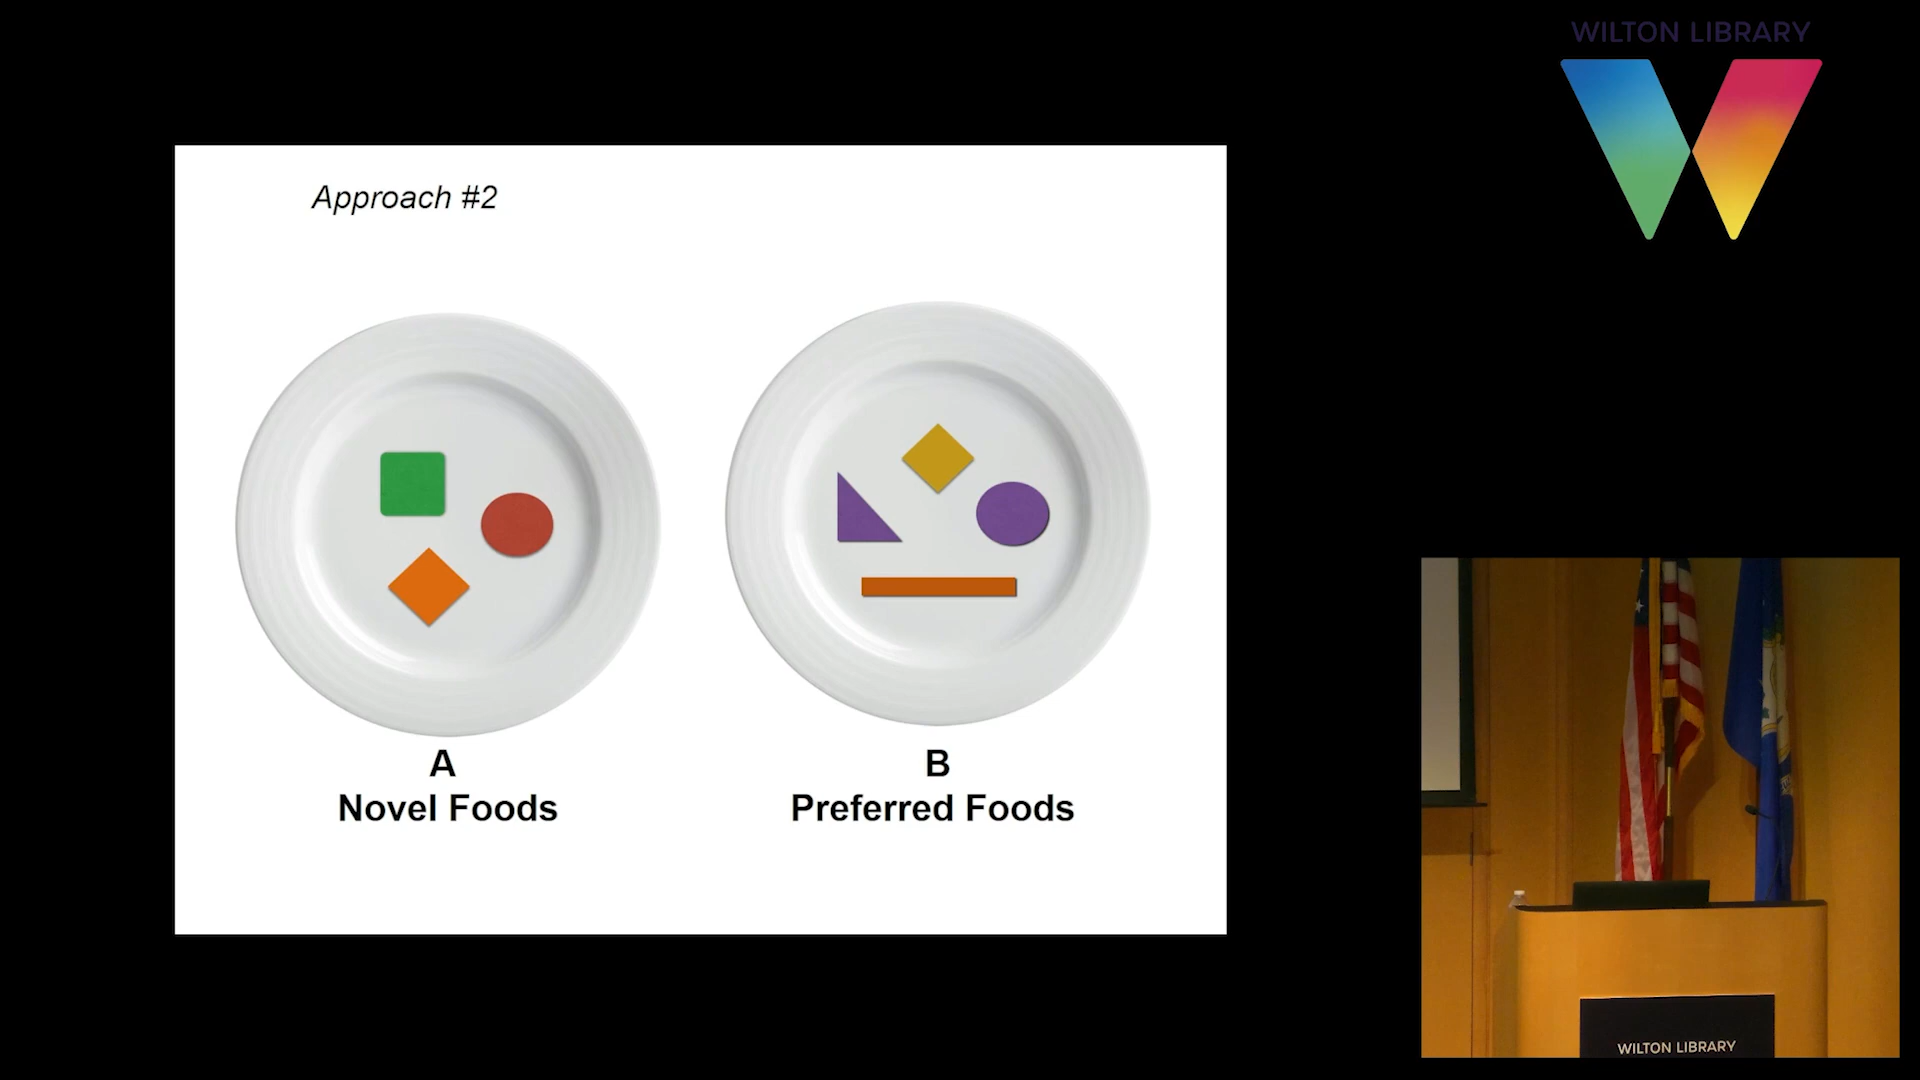 WILTON LIBRARY
Approach #2
A
Novel Foods
B
Preferred Foods
WILTON LIBRARY